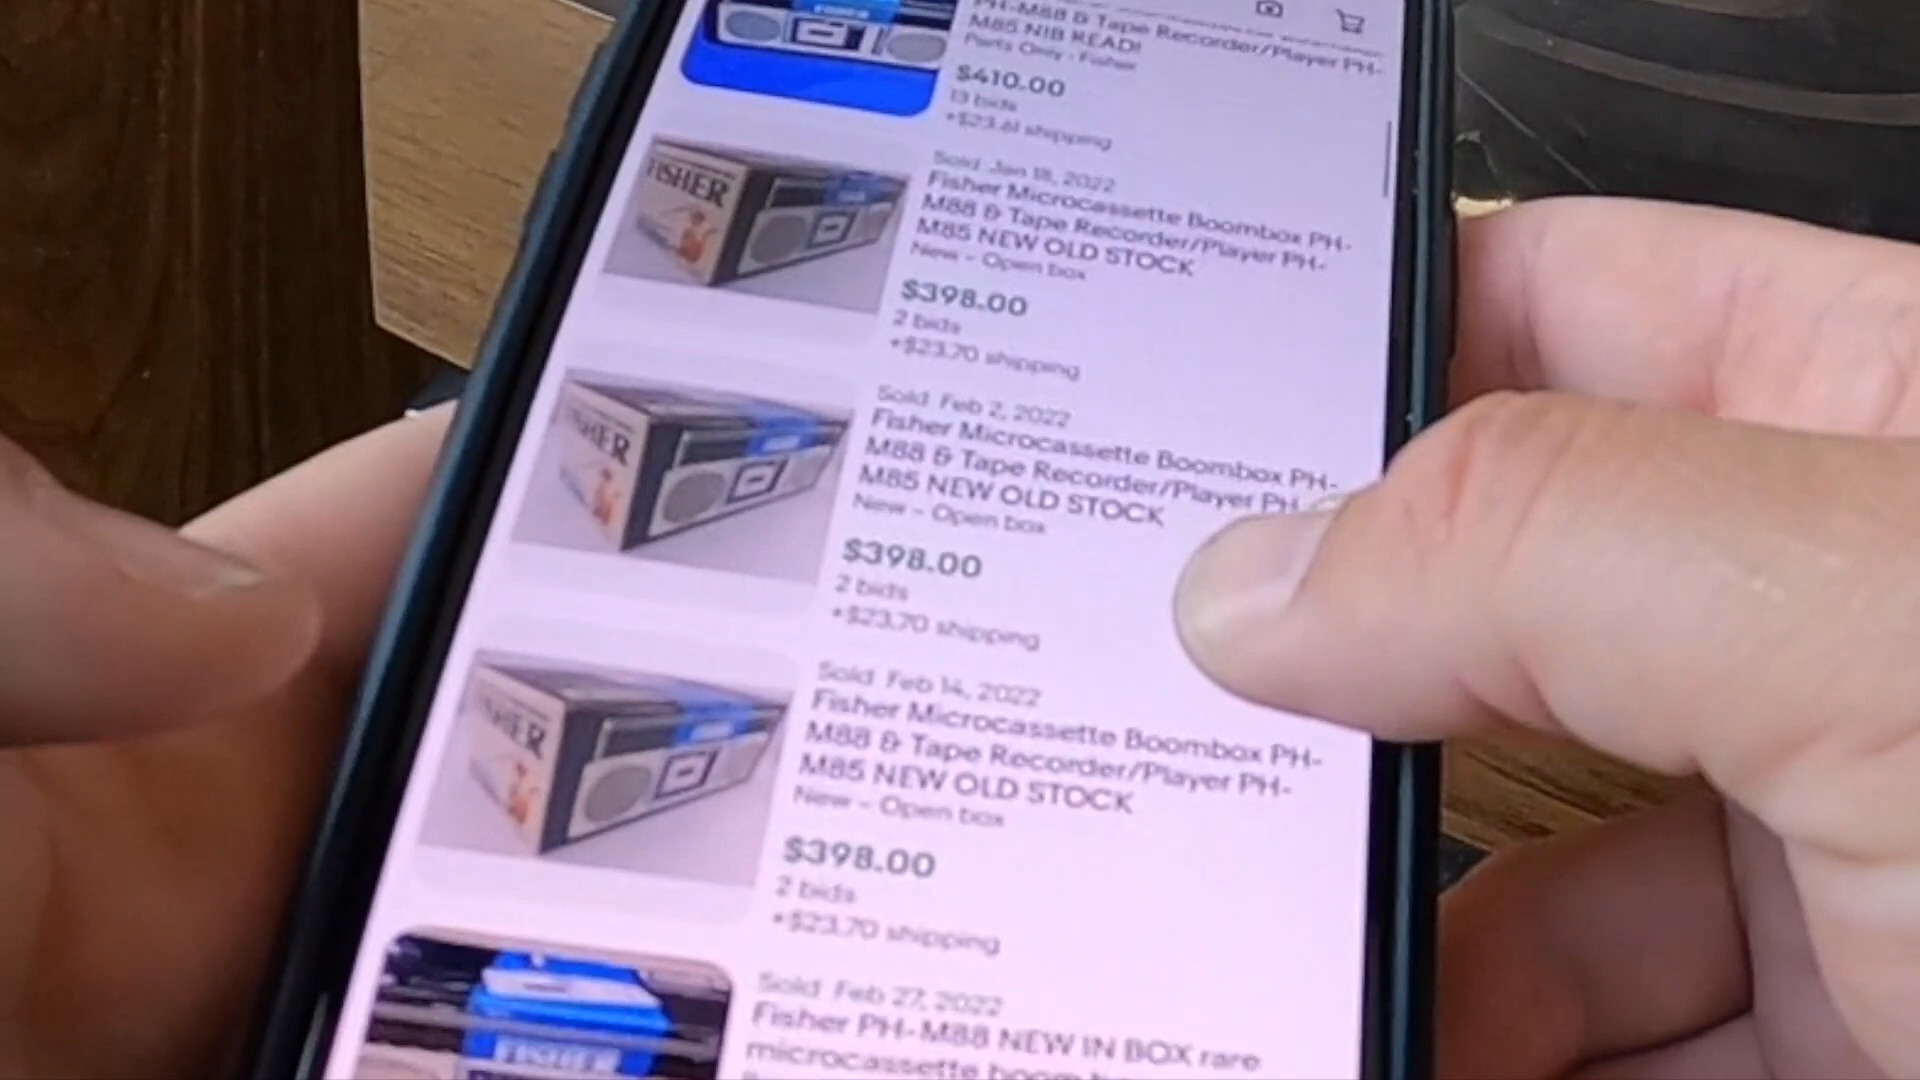 PH-M88 & Tape Recorder/Player PH-
M85 NIB READ!
Parts Only - Fisher
$410.00
13 bids
+$23.61 shipping
FISHER
Sold Jan 18, 2022
Fisher Microcassette Boombox PH-
M88 & Tape Recorder/Player PH-
M85 NEW OLD STOCK
New - Open box
$398.00
2 bids
+$23.70 shipping
Sold Feb 2, 2022
Fisher Microcassette Boombox PH-
M88 & Tape Recorder/Player PH-
M85 NEW OLD STOCK
New - Open box
$398.00
2 bids
+$23.70 shipping
Sold Feb 14, 2022
Fisher Microcassette Boombox PH-
M88 & Tape Recorder/Player PH-
M85 NEW OLD STOCK
New - Open box
$398.00
2 bids
+$23.70 shipping
FISHER
Sold Feb 27, 2022
Fisher PH-M88 NEW IN BOX rare
microcassette boom